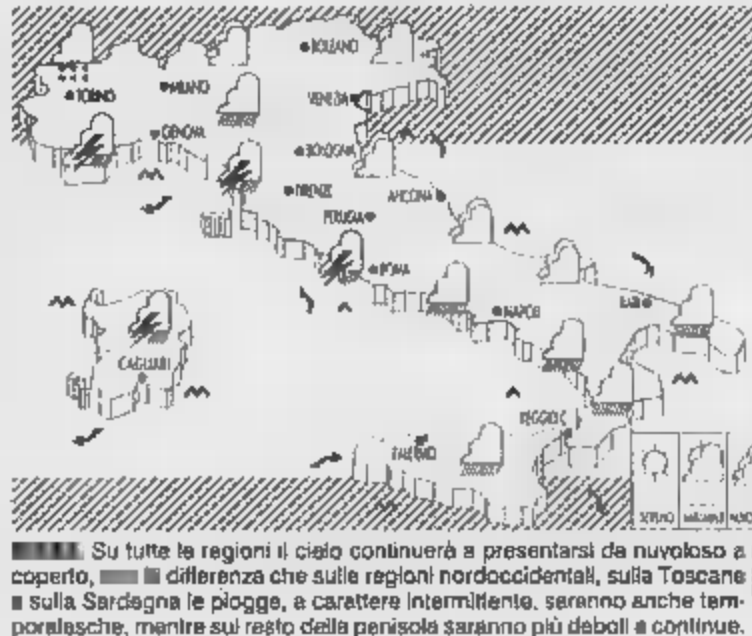 BOLZANO
TORINO
MILANO
VENEZIA
GENOVA
BOLOGNA
FIRENZE
ANCONA
PERUGIA
ROMA
BARI
NAPOLI
CAGLIARI
REGGIO C.
PALERMO
SERENO
Su tutte le regioni il cielo continuerà a presentarsi da nuvoloso a
coperto, differenza che sulle regioni nordoccidentali, sulla Toscana
sulla Sardegna le piogge, a carattere intermittente, saranno anche tem-
poralesche, mentre sul resto della penisola saranno più deboli e continue.